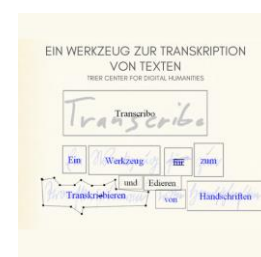 EIN WERKZEUG ZUR TRANSKRIPTION
VON TEXTEN
TRIER CENTER FOR DIGITAL HUMANITIES
Transcribo
Ein Werkzeug für zum
und Edieren
Transkribieren von Handschriften